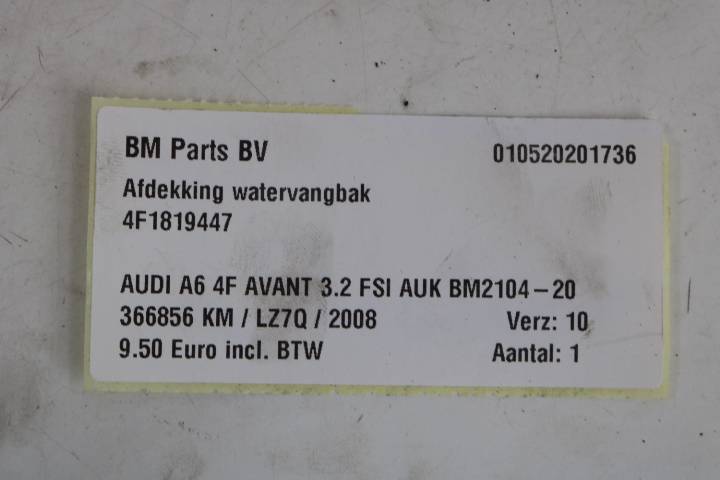 BM Parts BV 010520201736
Afdekking watervangbak
4F1819447
AUDI A6 4F AVANT 3.2 FSI AUK BM2104-20
366856 KM / LZ7Q / 2008 Verz: 10
9.50 Euro incl. BTW Aantal: 1